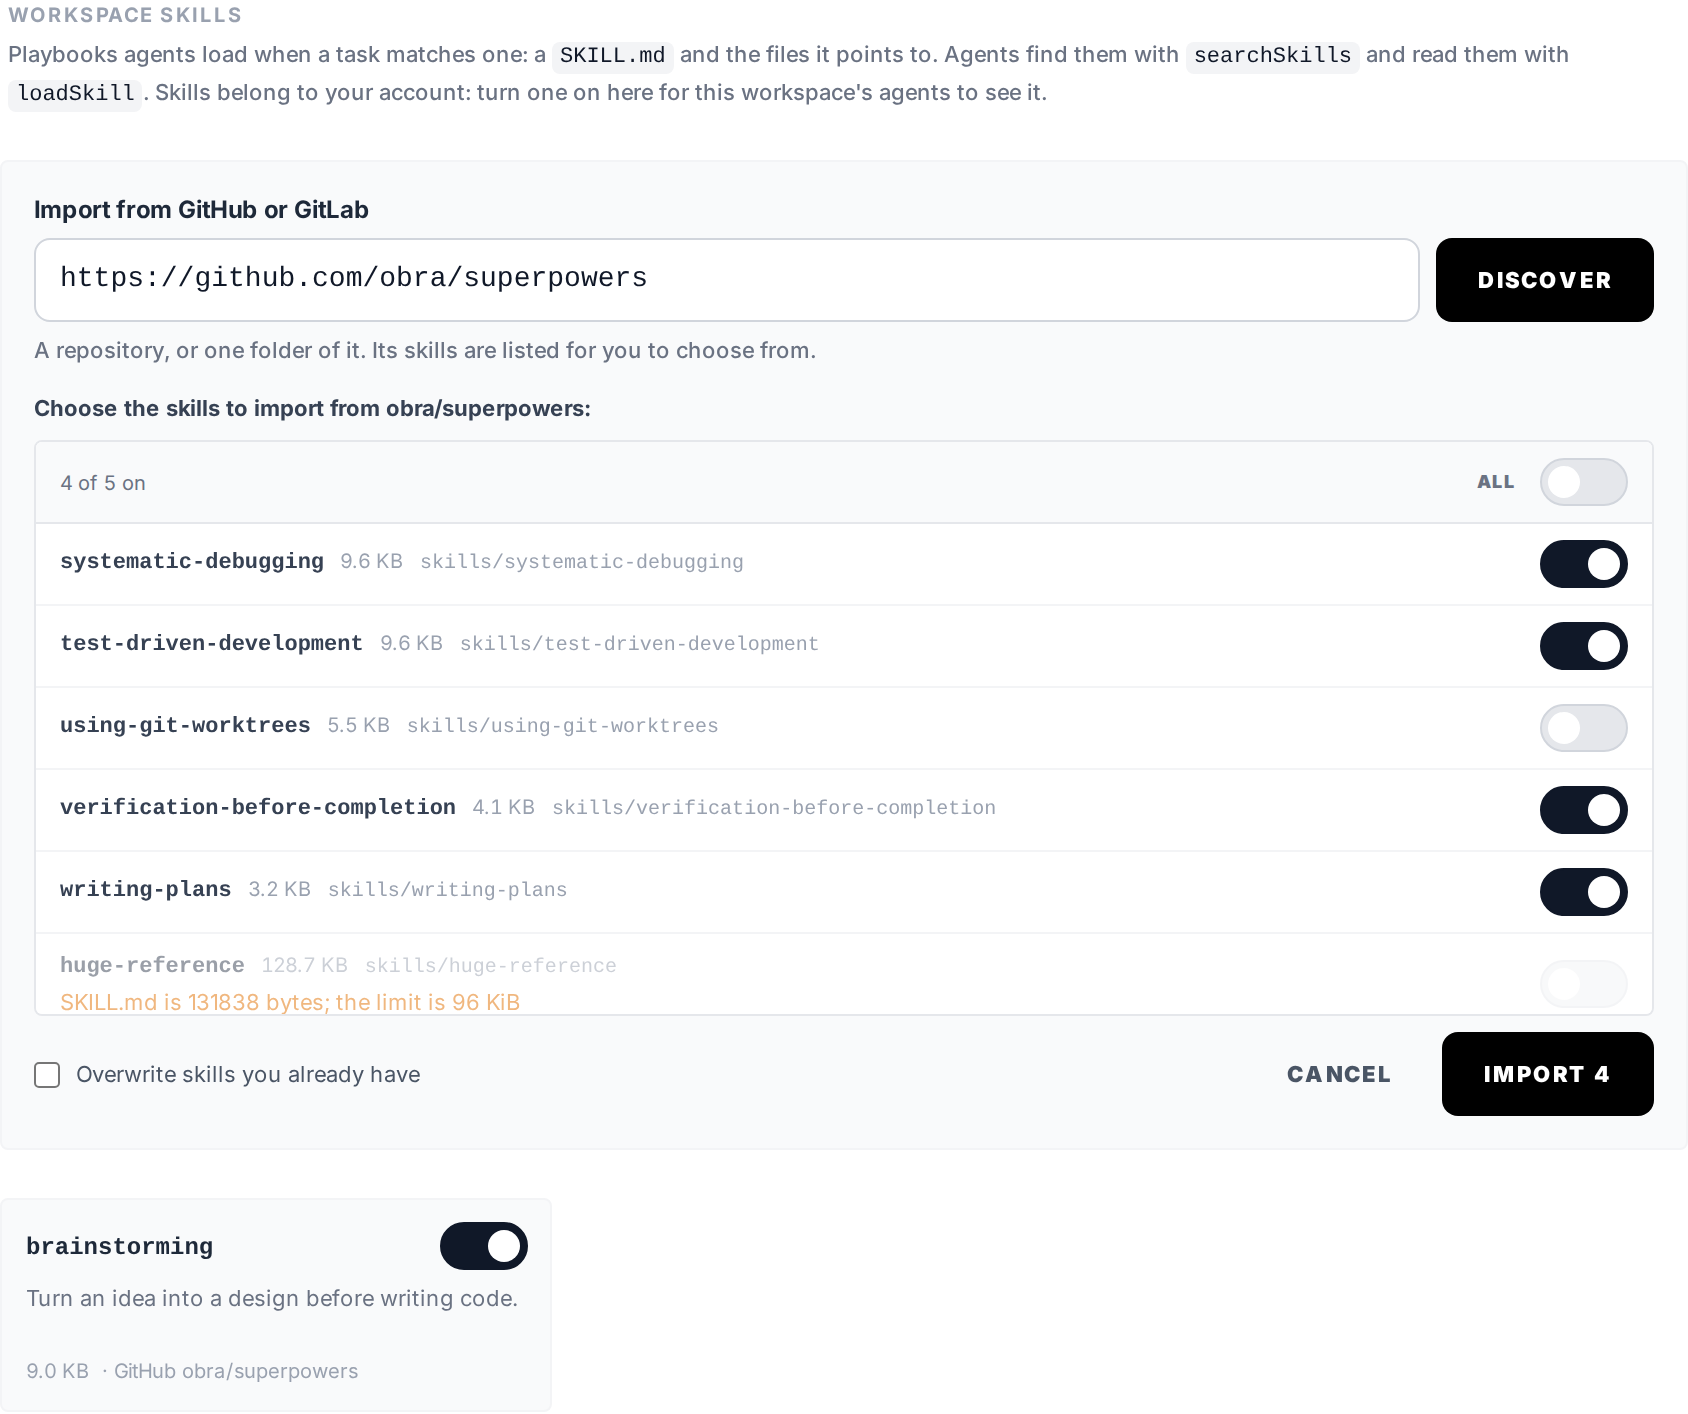 WORKSPACE SKILLS
Playbooks agents load when a task matches one: a SKILL.md and the files it points to. Agents find them with searchSkills and read them with
loadSkill. Skills belong to your account: turn one on here for this workspace's agents to see it.
Import from GitHub or GitLab
https://github.com/obra/superpowers
DISCOVER
A repository, or one folder of it. Its skills are listed for you to choose from.
Choose the skills to import from obra/superpowers:
4 of 5 on ALL
systematic-debugging 9.6 KB skills/systematic-debugging
test-driven-development 9.6 KB skills/test-driven-development
using-git-worktrees 5.5 KB skills/using-git-worktrees
verification-before-completion 4.1 KB skills/verification-before-completion
writing-plans 3.2 KB skills/writing-plans
huge-reference 128.7 KB skills/huge-reference
SKILL.md is 131838 bytes; the limit is 96 KiB
Overwrite skills you already have
CANCEL
IMPORT 4
brainstorming
Turn an idea into a design before writing code.
9.0 KB · GitHub obra/superpowers